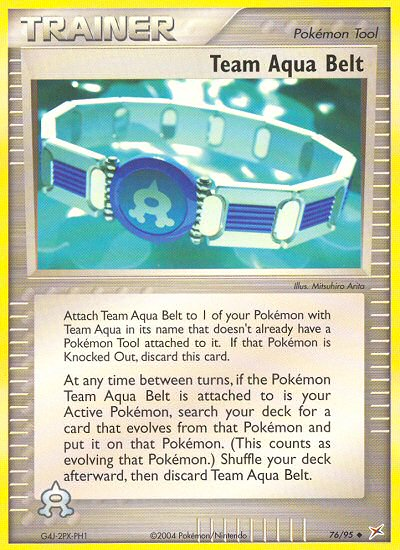 TRAINER
Pokémon Tool
Team Aqua Belt
Illus. Mitsuhiro Arita
Attach Team Aqua Belt to 1 of your Pokémon with
Team Aqua in its name that doesn't already have a
Pokémon Tool attached to it. If that Pokémon is
Knocked Out, discard this card.
At any time between turns, if the Pokémon
Team Aqua Belt is attached to is your
Active Pokémon, search your deck for a
card that evolves from that Pokémon and
put it on that Pokémon. (This counts as
evolving that Pokémon.) Shuffle your deck
afterward, then discard Team Aqua Belt.
G4J-2PX-PH1
©2004 Pokémon/Nintendo
76/95 ◆